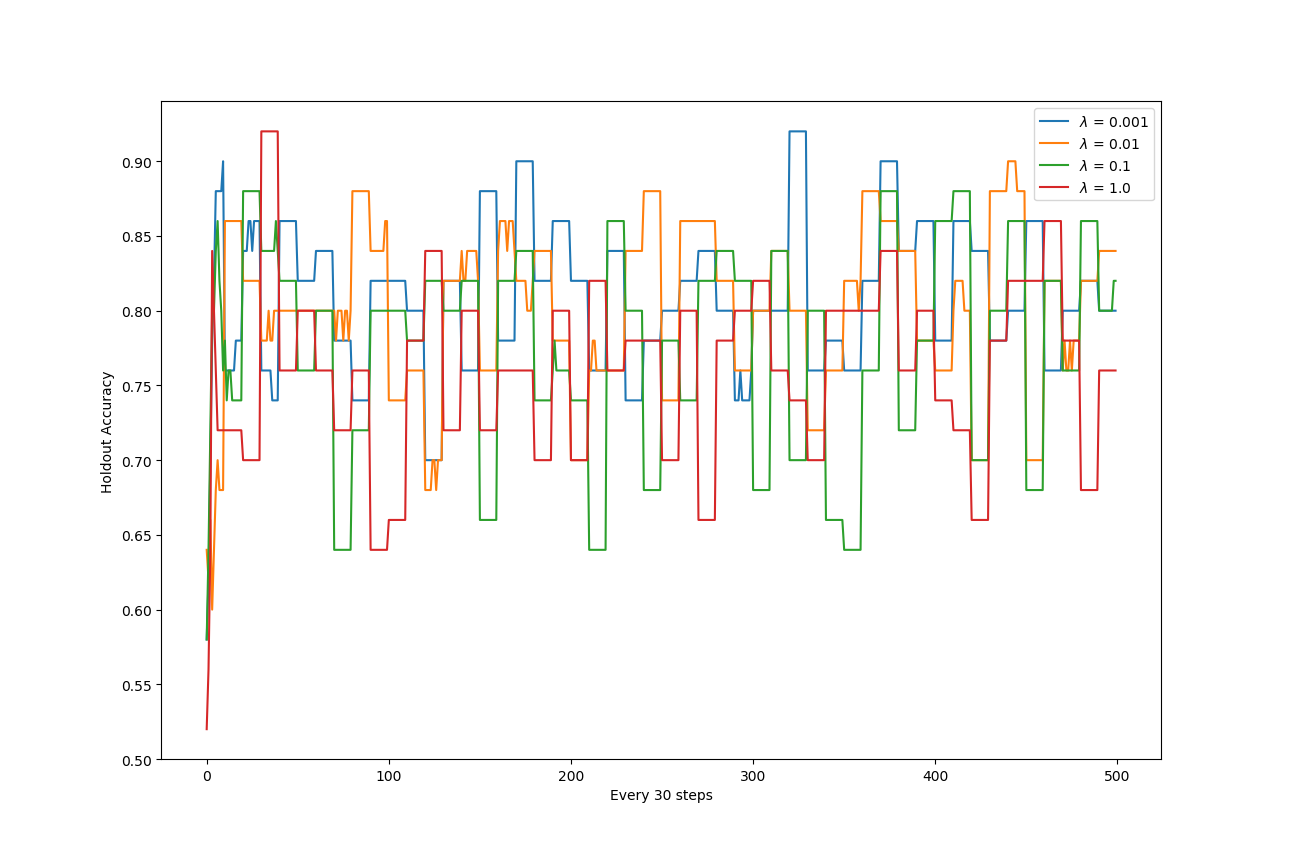 λ = 0.001
λ = 0.01
λ = 0.1
λ = 1.0
0.90
0.85
0.80
0.75
0.70
0.65
0.60
0.55
0.50
Holdout Accuracy
0 100 200 300 400 500
Every 30 steps